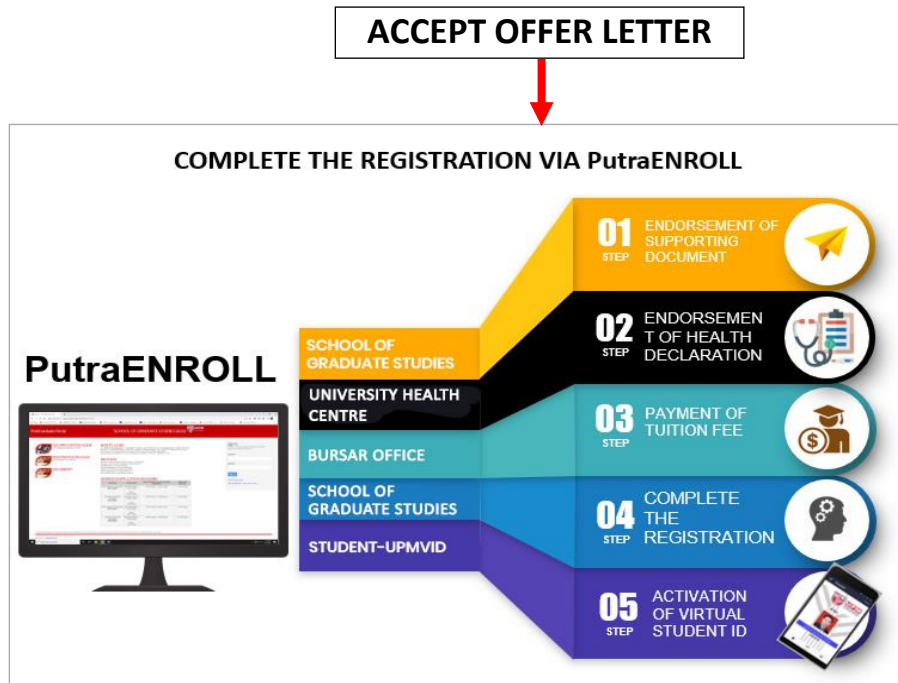 ACCEPT OFFER LETTER
COMPLETE THE REGISTRATION VIA PutraENROLL
PutraENROLL
SCHOOL OF
GRADUATE STUDIES
UNIVERSITY HEALTH
CENTRE
BURSAR OFFICE
SCHOOL OF
GRADUATE STUDIES
STUDENT-UPMVID
01
STEP
ENDORSEMENT OF
SUPPORTING
DOCUMENT
02
STEP
ENDORSEMEN
T OF HEALTH
DECLARATION
03
STEP
PAYMENT OF
TUITION FEE
04
STEP
COMPLETE
THE
REGISTRATION
05
STEP
ACTIVATION
OF VIRTUAL
STUDENT ID